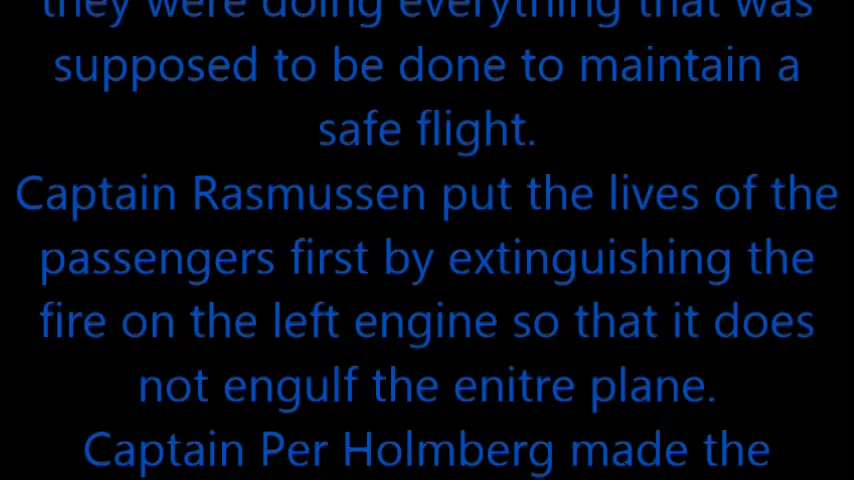 they were doing everything that was
supposed to be done to maintain a
safe flight.
Captain Rasmussen put the lives of the
passengers first by extinguishing the
fire on the left engine so that it does
not engulf the enitre plane.
Captain Per Holmberg made the